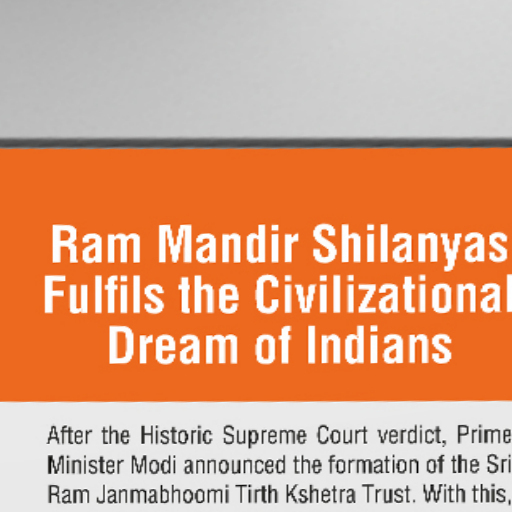 Ram Mandir Shilanyas
Fulfils the Civilizational
Dream of Indians
After the Historic Supreme Court verdict, Prime
Minister Modi announced the formation of the Sri
Ram Janmabhoomi Tirth Kshetra Trust. With this,